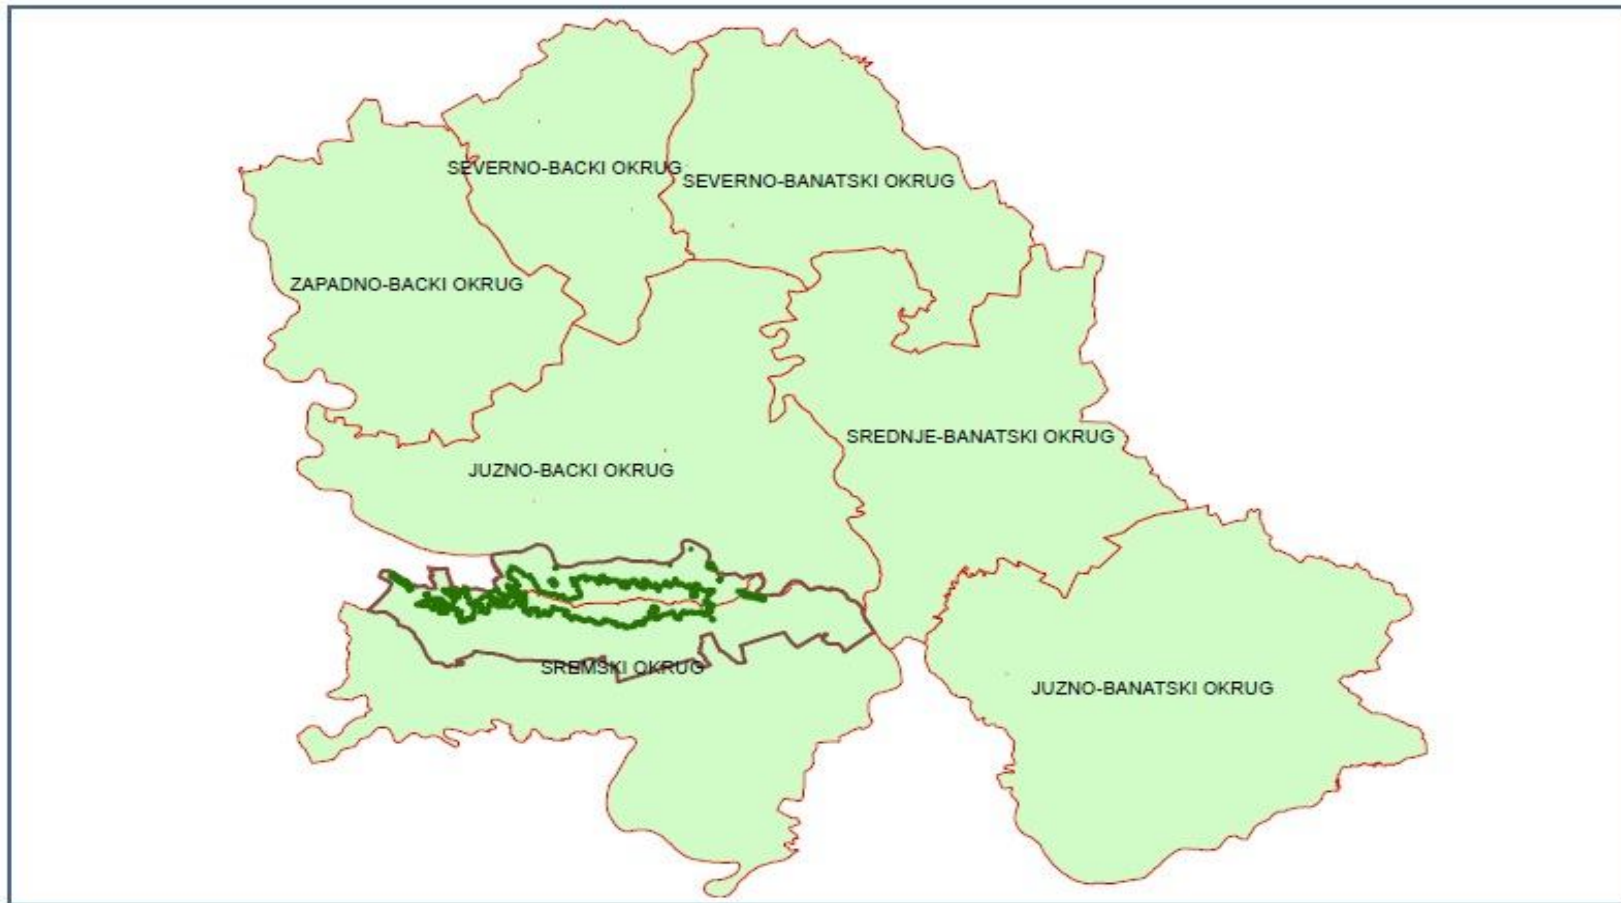 SEVERNO-BACKI OKRUG
SEVERNO-BANATSKI OKRUG
ZAPADNO-BACKI OKRUG
SREDNJE-BANATSKI OKRUG
JUZNO-BACKI OKRUG
SREMSKI OKRUG
JUZNO-BANATSKI OKRUG